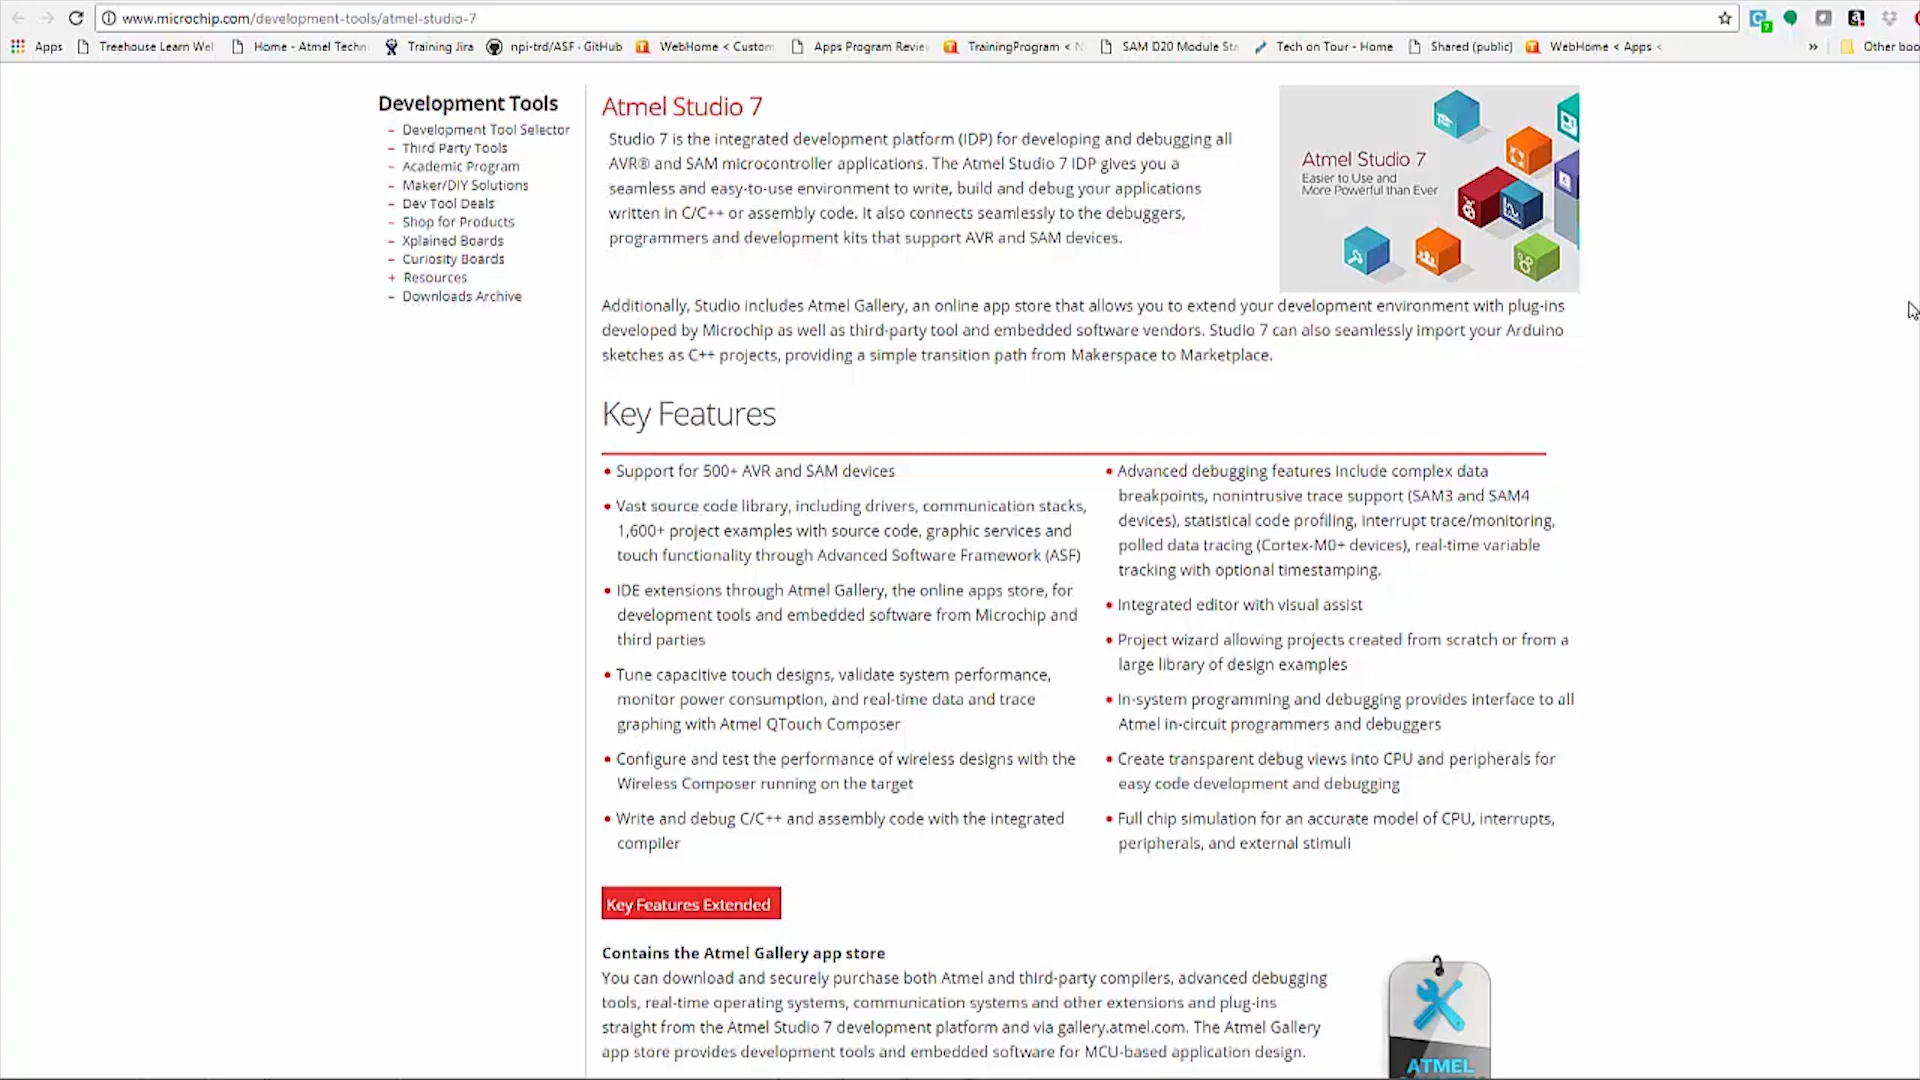 www.microchip.com/development-tools/atmel-studio-7
Apps
Treehouse Learn Wel
Home - Atmel Techn
Training Jira
npi-trd/ASF · GitHub
WebHome < Custom
Apps Program Revie
TrainingProgram <
SAM D20 Module St
Tech on Tour - Home
Shared (public)
WebHome < Apps <
»
Other boo
Development Tools
– Development Tool Selector
– Third Party Tools
– Academic Program
– Maker/DIY Solutions
– Dev Tool Deals
– Shop for Products
– Xplained Boards
– Curiosity Boards
+ Resources
– Downloads Archive
Atmel Studio 7
Studio 7 is the integrated development platform (IDP) for developing and debugging all
AVR® and SAM microcontroller applications. The Atmel Studio 7 IDP gives you a
seamless and easy-to-use environment to write, build and debug your applications
written in C/C++ or assembly code. It also connects seamlessly to the debuggers,
programmers and development kits that support AVR and SAM devices.
Atmel Studio 7
Easier to Use and
More Powerful than Ever
Additionally, Studio includes Atmel Gallery, an online app store that allows you to extend your development environment with plug-ins
developed by Microchip as well as third-party tool and embedded software vendors. Studio 7 can also seamlessly import your Arduino
sketches as C++ projects, providing a simple transition path from Makerspace to Marketplace.
Key Features
• Support for 500+ AVR and SAM devices
• Vast source code library, including drivers, communication stacks,
1,600+ project examples with source code, graphic services and
touch functionality through Advanced Software Framework (ASF)
• IDE extensions through Atmel Gallery, the online apps store, for
development tools and embedded software from Microchip and
third parties
• Tune capacitive touch designs, validate system performance,
monitor power consumption, and real-time data and trace
graphing with Atmel QTouch Composer
• Configure and test the performance of wireless designs with the
Wireless Composer running on the target
• Write and debug C/C++ and assembly code with the integrated
compiler
• Advanced debugging features include complex data
breakpoints, nonintrusive trace support (SAM3 and SAM4
devices), statistical code profiling, interrupt trace/monitoring,
polled data tracing (Cortex-M0+ devices), real-time variable
tracking with optional timestamping.
• Integrated editor with visual assist
• Project wizard allowing projects created from scratch or from a
large library of design examples
• In-system programming and debugging provides interface to all
Atmel in-circuit programmers and debuggers
• Create transparent debug views into CPU and peripherals for
easy code development and debugging
• Full chip simulation for an accurate model of CPU, interrupts,
peripherals, and external stimuli
Key Features Extended
Contains the Atmel Gallery app store
You can download and securely purchase both Atmel and third-party compilers, advanced debugging
tools, real-time operating systems, communication systems and other extensions and plug-ins
straight from the Atmel Studio 7 development platform and via gallery.atmel.com. The Atmel Gallery
app store provides development tools and embedded software for MCU-based application design.
ATMEL